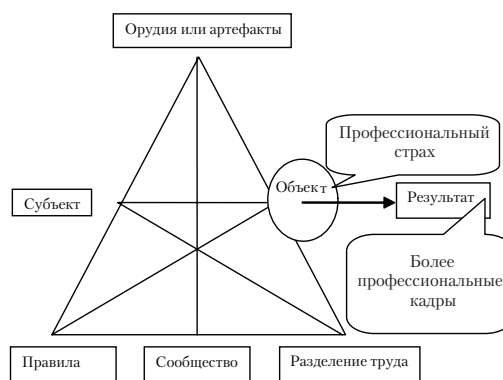 Орудия или артефакты
Профессиональный
страх
Объект
Субъект
Результат
Более
профессиональные
кадры
Правила
Сообщество
Разделение труда